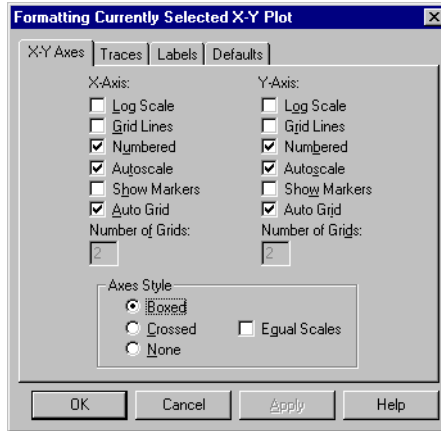 Formatting Currently Selected X-Y Plot
X-Y Axes Traces Labels Defaults
X-Axis: Y-Axis:
Log Scale Log Scale
Grid Lines Grid Lines
Numbered Numbered
Autoscale Autoscale
Show Markers Show Markers
Auto Grid Auto Grid
Number of Grids: Number of Grids:
2 2
Axes Style
Boxed
Crossed Equal Scales
None
OK Cancel Apply Help